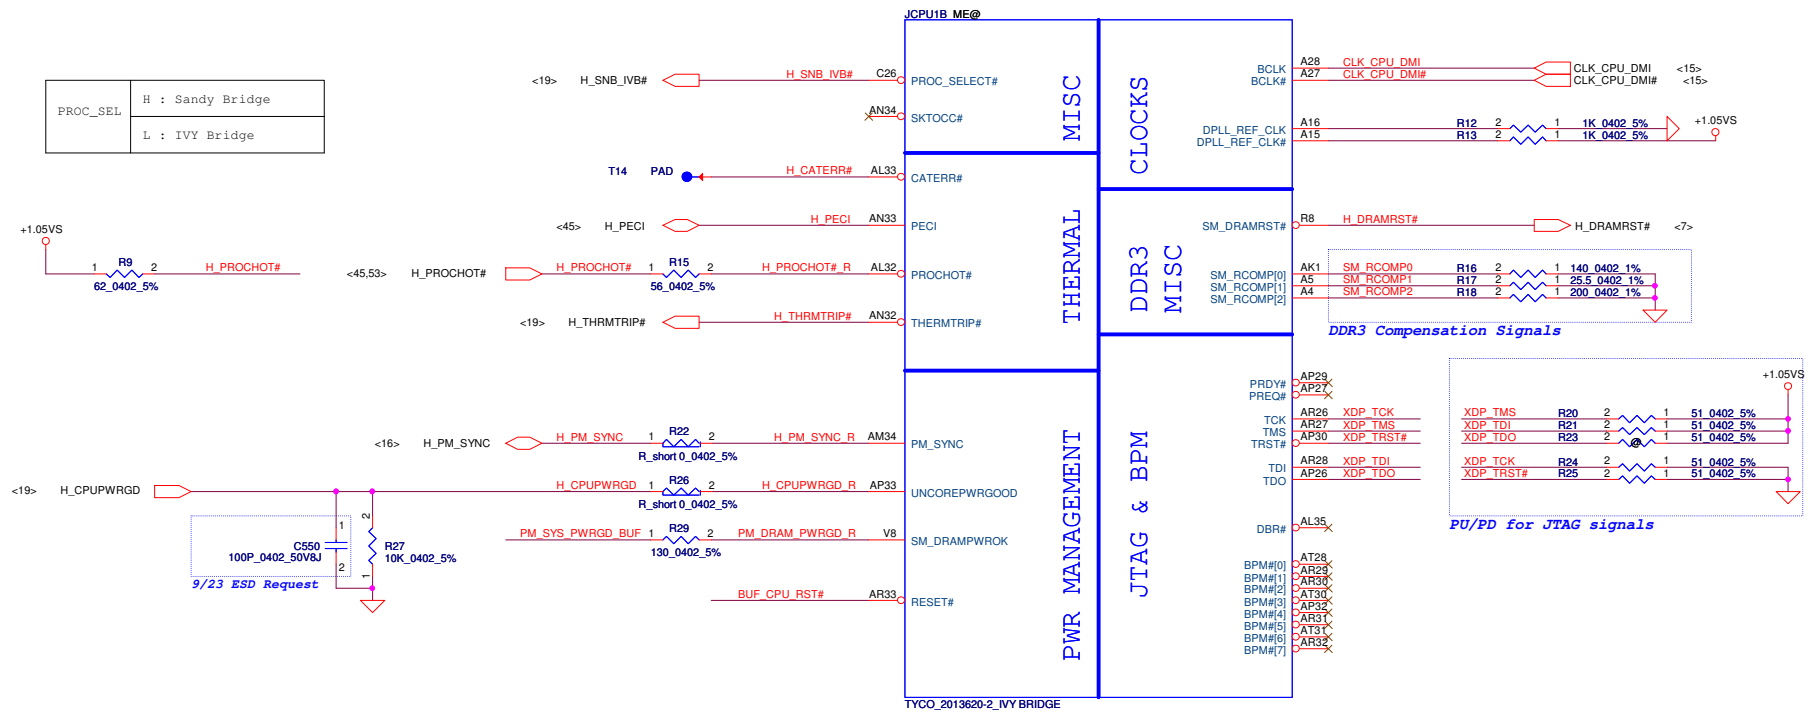 JCPU1B ME@
PROC_SEL
H : Sandy Bridge
L : IVY Bridge
<19> H_SNB_IVB# H_SNB_IVB# C26 PROC_SELECT#
AN34 SKTOCC#
MISC
T14 PAD H_CATERR# AL33 CATERR#
<45> H_PECI H_PECI AN33 PECI
+1.05VS
1 R9 2 H_PROCHOT#
62_0402_5%
<45,53> H_PROCHOT# H_PROCHOT# 1 R15 2 H_PROCHOT#_R AL32 PROCHOT#
56_0402_5%
<19> H_THRMTRIP# H_THRMTRIP# AN32 THERMTRIP#
THERMAL
<16> H_PM_SYNC H_PM_SYNC 1 R22 2 H_PM_SYNC_R AM34 PM_SYNC
R_short 0_0402_5%
<19> H_CPUPWRGD H_CPUPWRGD 1 R26 2 H_CPUPWRGD_R AP33 UNCOREPWRGOOD
R_short 0_0402_5%
1 C550 2
100P_0402_50V8J
2 R27 1
10K_0402_5%
9/23 ESD Request
PM_SYS_PWRGD_BUF 1 R29 2 PM_DRAM_PWRGD_R V8 SM_DRAMPWROK
130_0402_5%
BUF_CPU_RST# AR33 RESET#
PWR MANAGEMENT
CLOCKS
BCLK A28 CLK_CPU_DMI CLK_CPU_DMI <15>
BCLK# A27 CLK_CPU_DMI# CLK_CPU_DMI# <15>
DPLL_REF_CLK A16 R12 2 1 1K_0402_5%
DPLL_REF_CLK# A15 R13 2 1 1K_0402_5%
+1.05VS
DDR3
MISC
SM_DRAMRST# R8 H_DRAMRST# H_DRAMRST# <7>
SM_RCOMP[0] AK1 SM_RCOMP0 R16 2 1 140_0402_1%
SM_RCOMP[1] A5 SM_RCOMP1 R17 2 1 25.5_0402_1%
SM_RCOMP[2] A4 SM_RCOMP2 R18 2 1 200_0402_1%
DDR3 Compensation Signals
JTAG & BPM
PRDY# AP29
PREQ# AP27
TCK AR26 XDP_TCK
TMS AR27 XDP_TMS
TRST# AP30 XDP_TRST#
TDI AR28 XDP_TDI
TDO AP26 XDP_TDO
DBR# AL35
BPM#[0] AT28
BPM#[1] AR29
BPM#[2] AR30
BPM#[3] AT30
BPM#[4] AP32
BPM#[5] AR31
BPM#[6] AT31
BPM#[7] AR32
+1.05VS
XDP_TMS R20 2 1 51_0402_5%
XDP_TDI R21 2 1 51_0402_5%
XDP_TDO R23 2 @ 1 51_0402_5%
XDP_TCK R24 2 1 51_0402_5%
XDP_TRST# R25 2 1 51_0402_5%
PU/PD for JTAG signals
TYCO_2013620-2_IVY BRIDGE